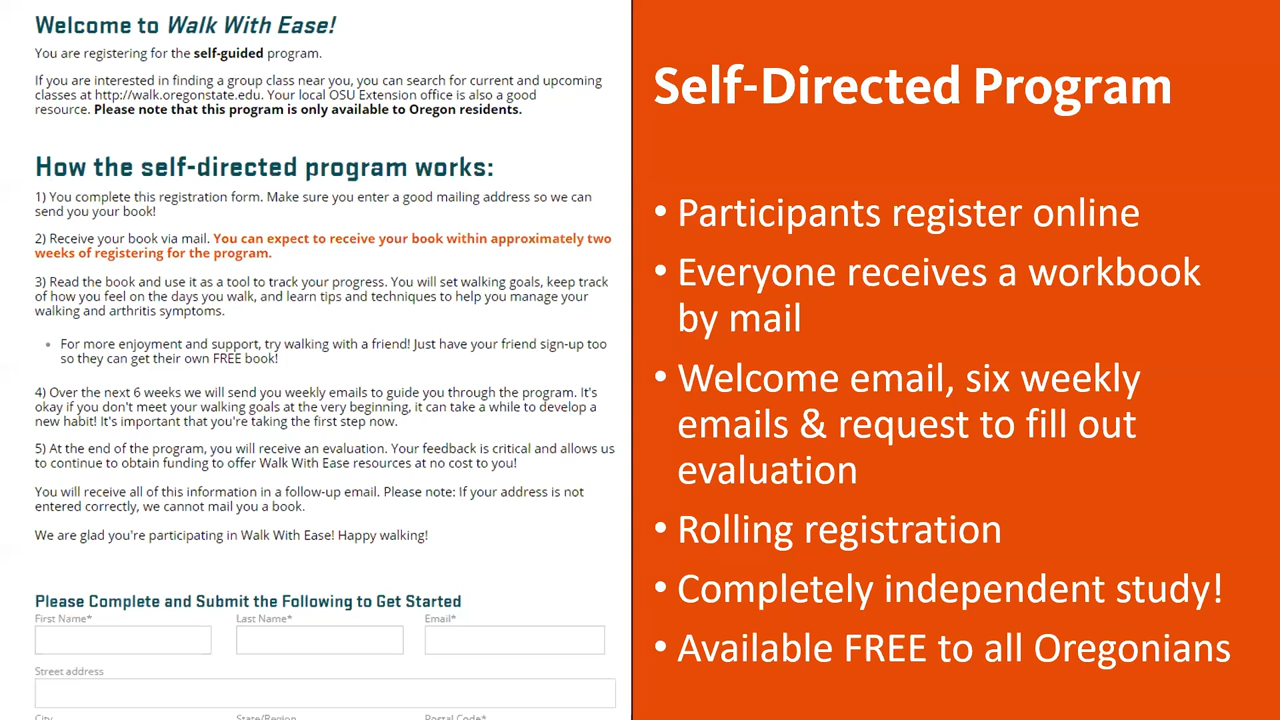 Welcome to Walk With Ease!
You are registering for the self-guided program.
If you are interested in finding a group class near you, you can search for current and upcoming
classes at http://walk.oregonstate.edu. Your local OSU Extension office is also a good
resource. Please note that this program is only available to Oregon residents.
How the self-directed program works:
1) You complete this registration form. Make sure you enter a good mailing address so we can
send you your book!
2) Receive your book via mail. You can expect to receive your book within approximately two
weeks of registering for the program.
3) Read the book and use it as a tool to track your progress. You will set walking goals, keep track
of how you feel on the days you walk, and learn tips and techniques to help you manage your
walking and arthritis symptoms.
• For more enjoyment and support, try walking with a friend! Just have your friend sign-up too
so they can get their own FREE book!
4) Over the next 6 weeks we will send you weekly emails to guide you through the program. It's
okay if you don't meet your walking goals at the very beginning, it can take a while to develop a
new habit! It's important that you're taking the first step now.
5) At the end of the program, you will receive an evaluation. Your feedback is critical and allows us
to continue to obtain funding to offer Walk With Ease resources at no cost to you!
You will receive all of this information in a follow-up email. Please note: If your address is not
entered correctly, we cannot mail you a book.
We are glad you're participating in Walk With Ease! Happy walking!
Please Complete and Submit the Following to Get Started
First Name* Last Name* Email*
Street address
City State/Region Postal Code*
Self-Directed Program
• Participants register online
• Everyone receives a workbook
by mail
• Welcome email, six weekly
emails & request to fill out
evaluation
• Rolling registration
• Completely independent study!
• Available FREE to all Oregonians